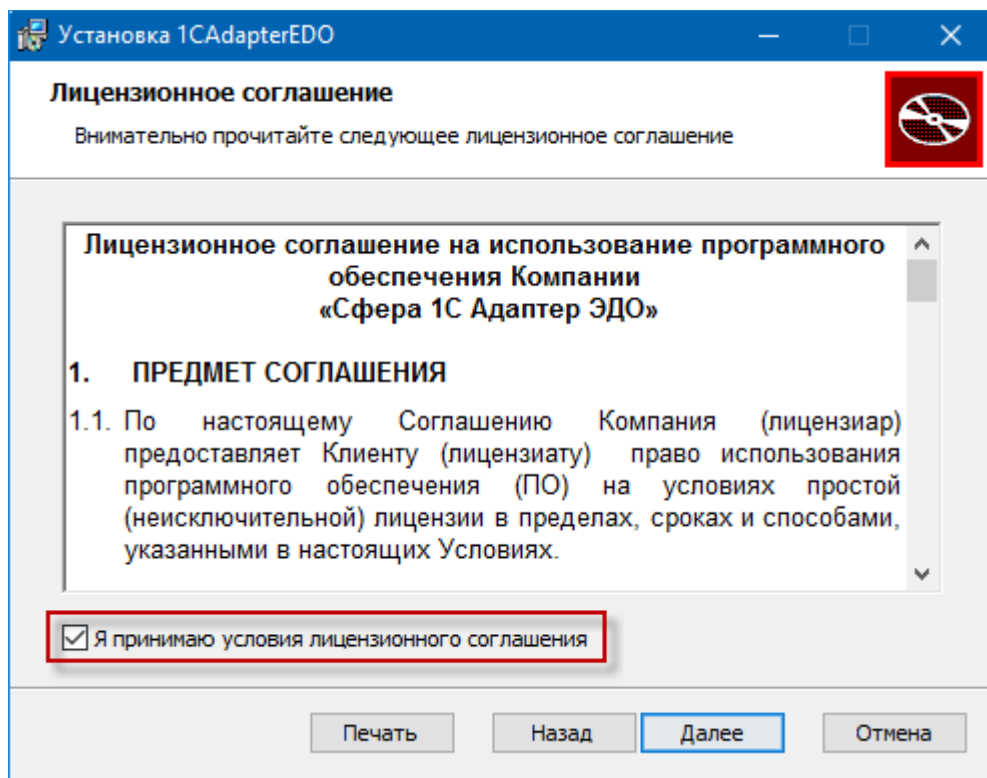 Установка 1CAdapterEDO
Лицензионное соглашение
Внимательно прочитайте следующее лицензионное соглашение
Лицензионное соглашение на использование программного
обеспечения Компании
«Сфера 1С Адаптер ЭДО»
1. ПРЕДМЕТ СОГЛАШЕНИЯ
1.1. По настоящему Соглашению Компания (лицензиар)
предоставляет Клиенту (лицензиату) право использования
программного обеспечения (ПО) на условиях простой
(неисключительной) лицензии в пределах, сроках и способами,
указанными в настоящих Условиях.
Я принимаю условия лицензионного соглашения
Печать Назад Далее Отмена